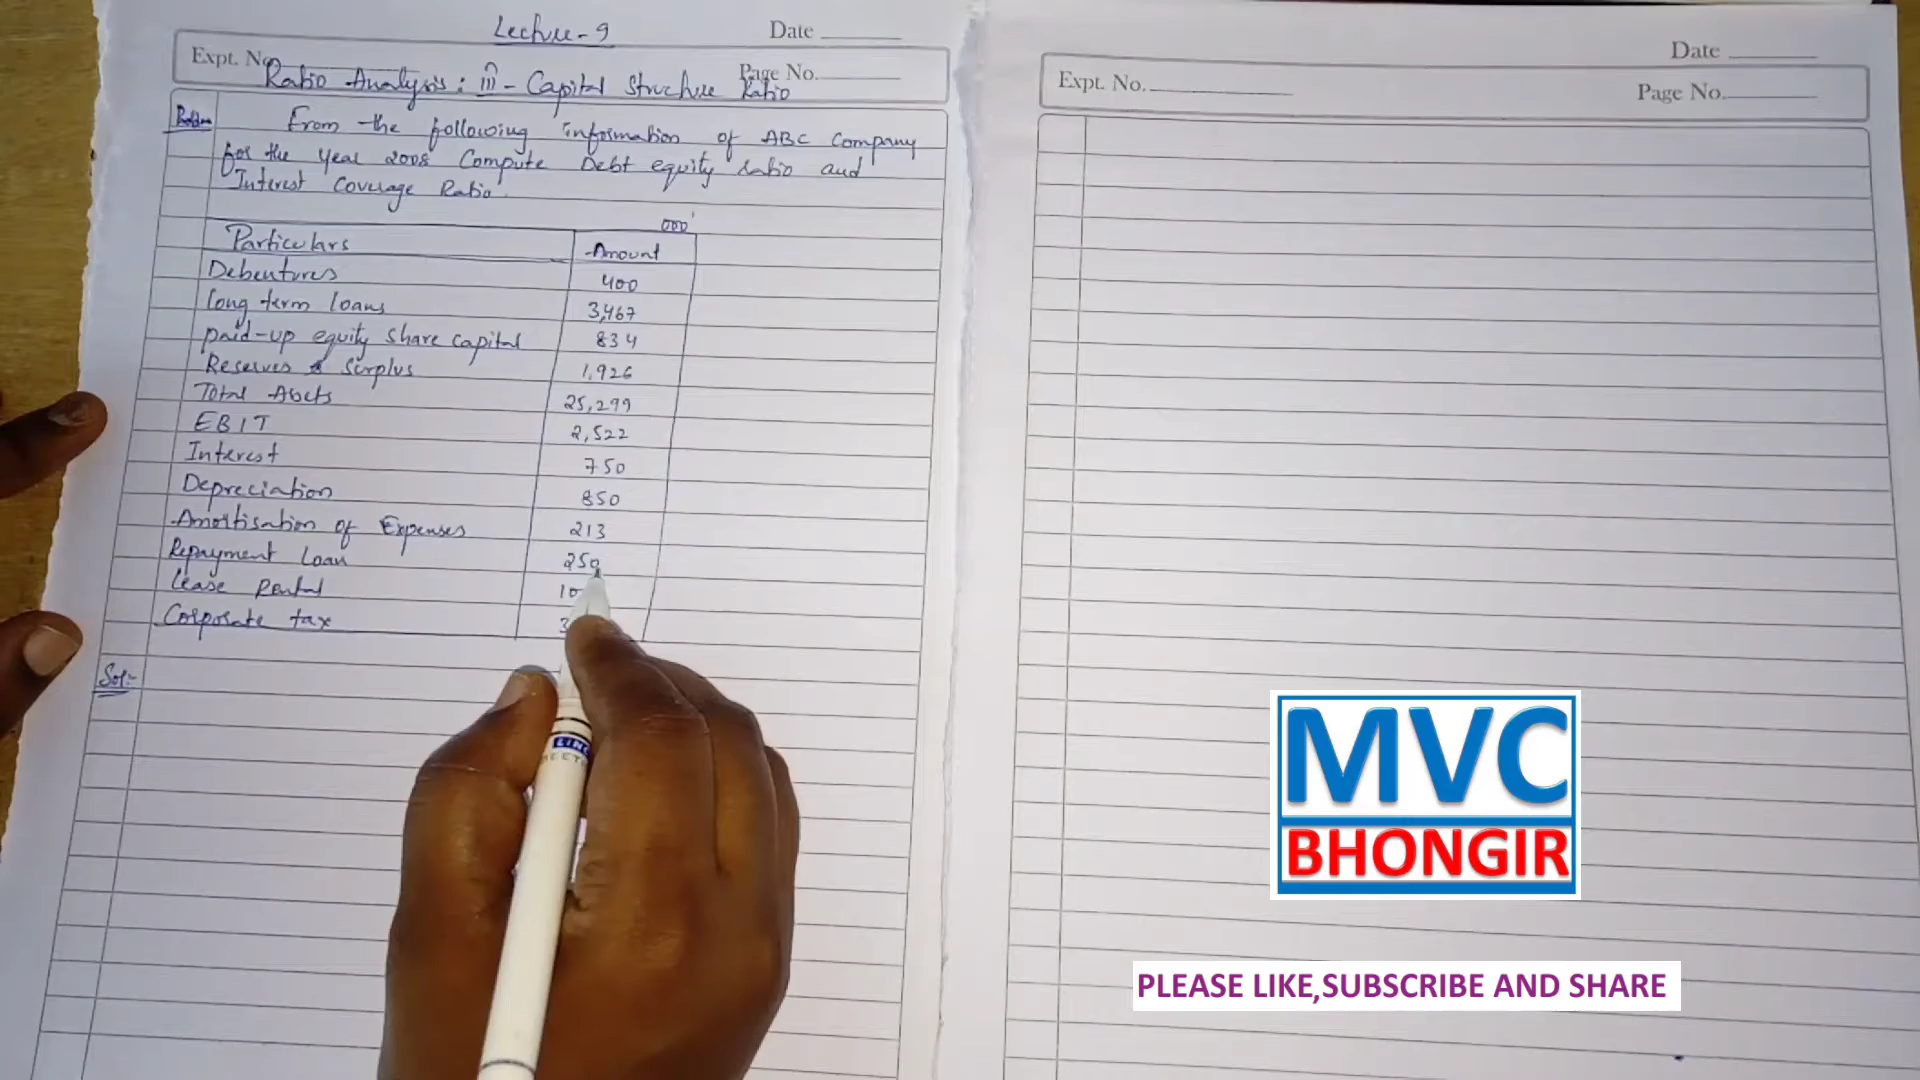 Lecture-9
Date
Expt. No.
Page No.
Ratio Analysis: iii - Capital Structure Ratio
From the following information of ABC Company
for the year 2008 Compute Debt equity ratio and
Interest Coverage Ratio.
000'
Particulars Amount
Debentures 400
Long term loans 3,467
Paid-up equity share capital 834
Reserves & Surplus 1,926
Total Assets 25,299
EBIT 2,522
Interest 750
Depreciation 850
Amortisation of Expenses 213
Repayment Loan 250
Lease Rental
Corporate tax
Sol:-
Date
Expt. No.
Page No.
MVC
BHONGIR
PLEASE LIKE,SUBSCRIBE AND SHARE